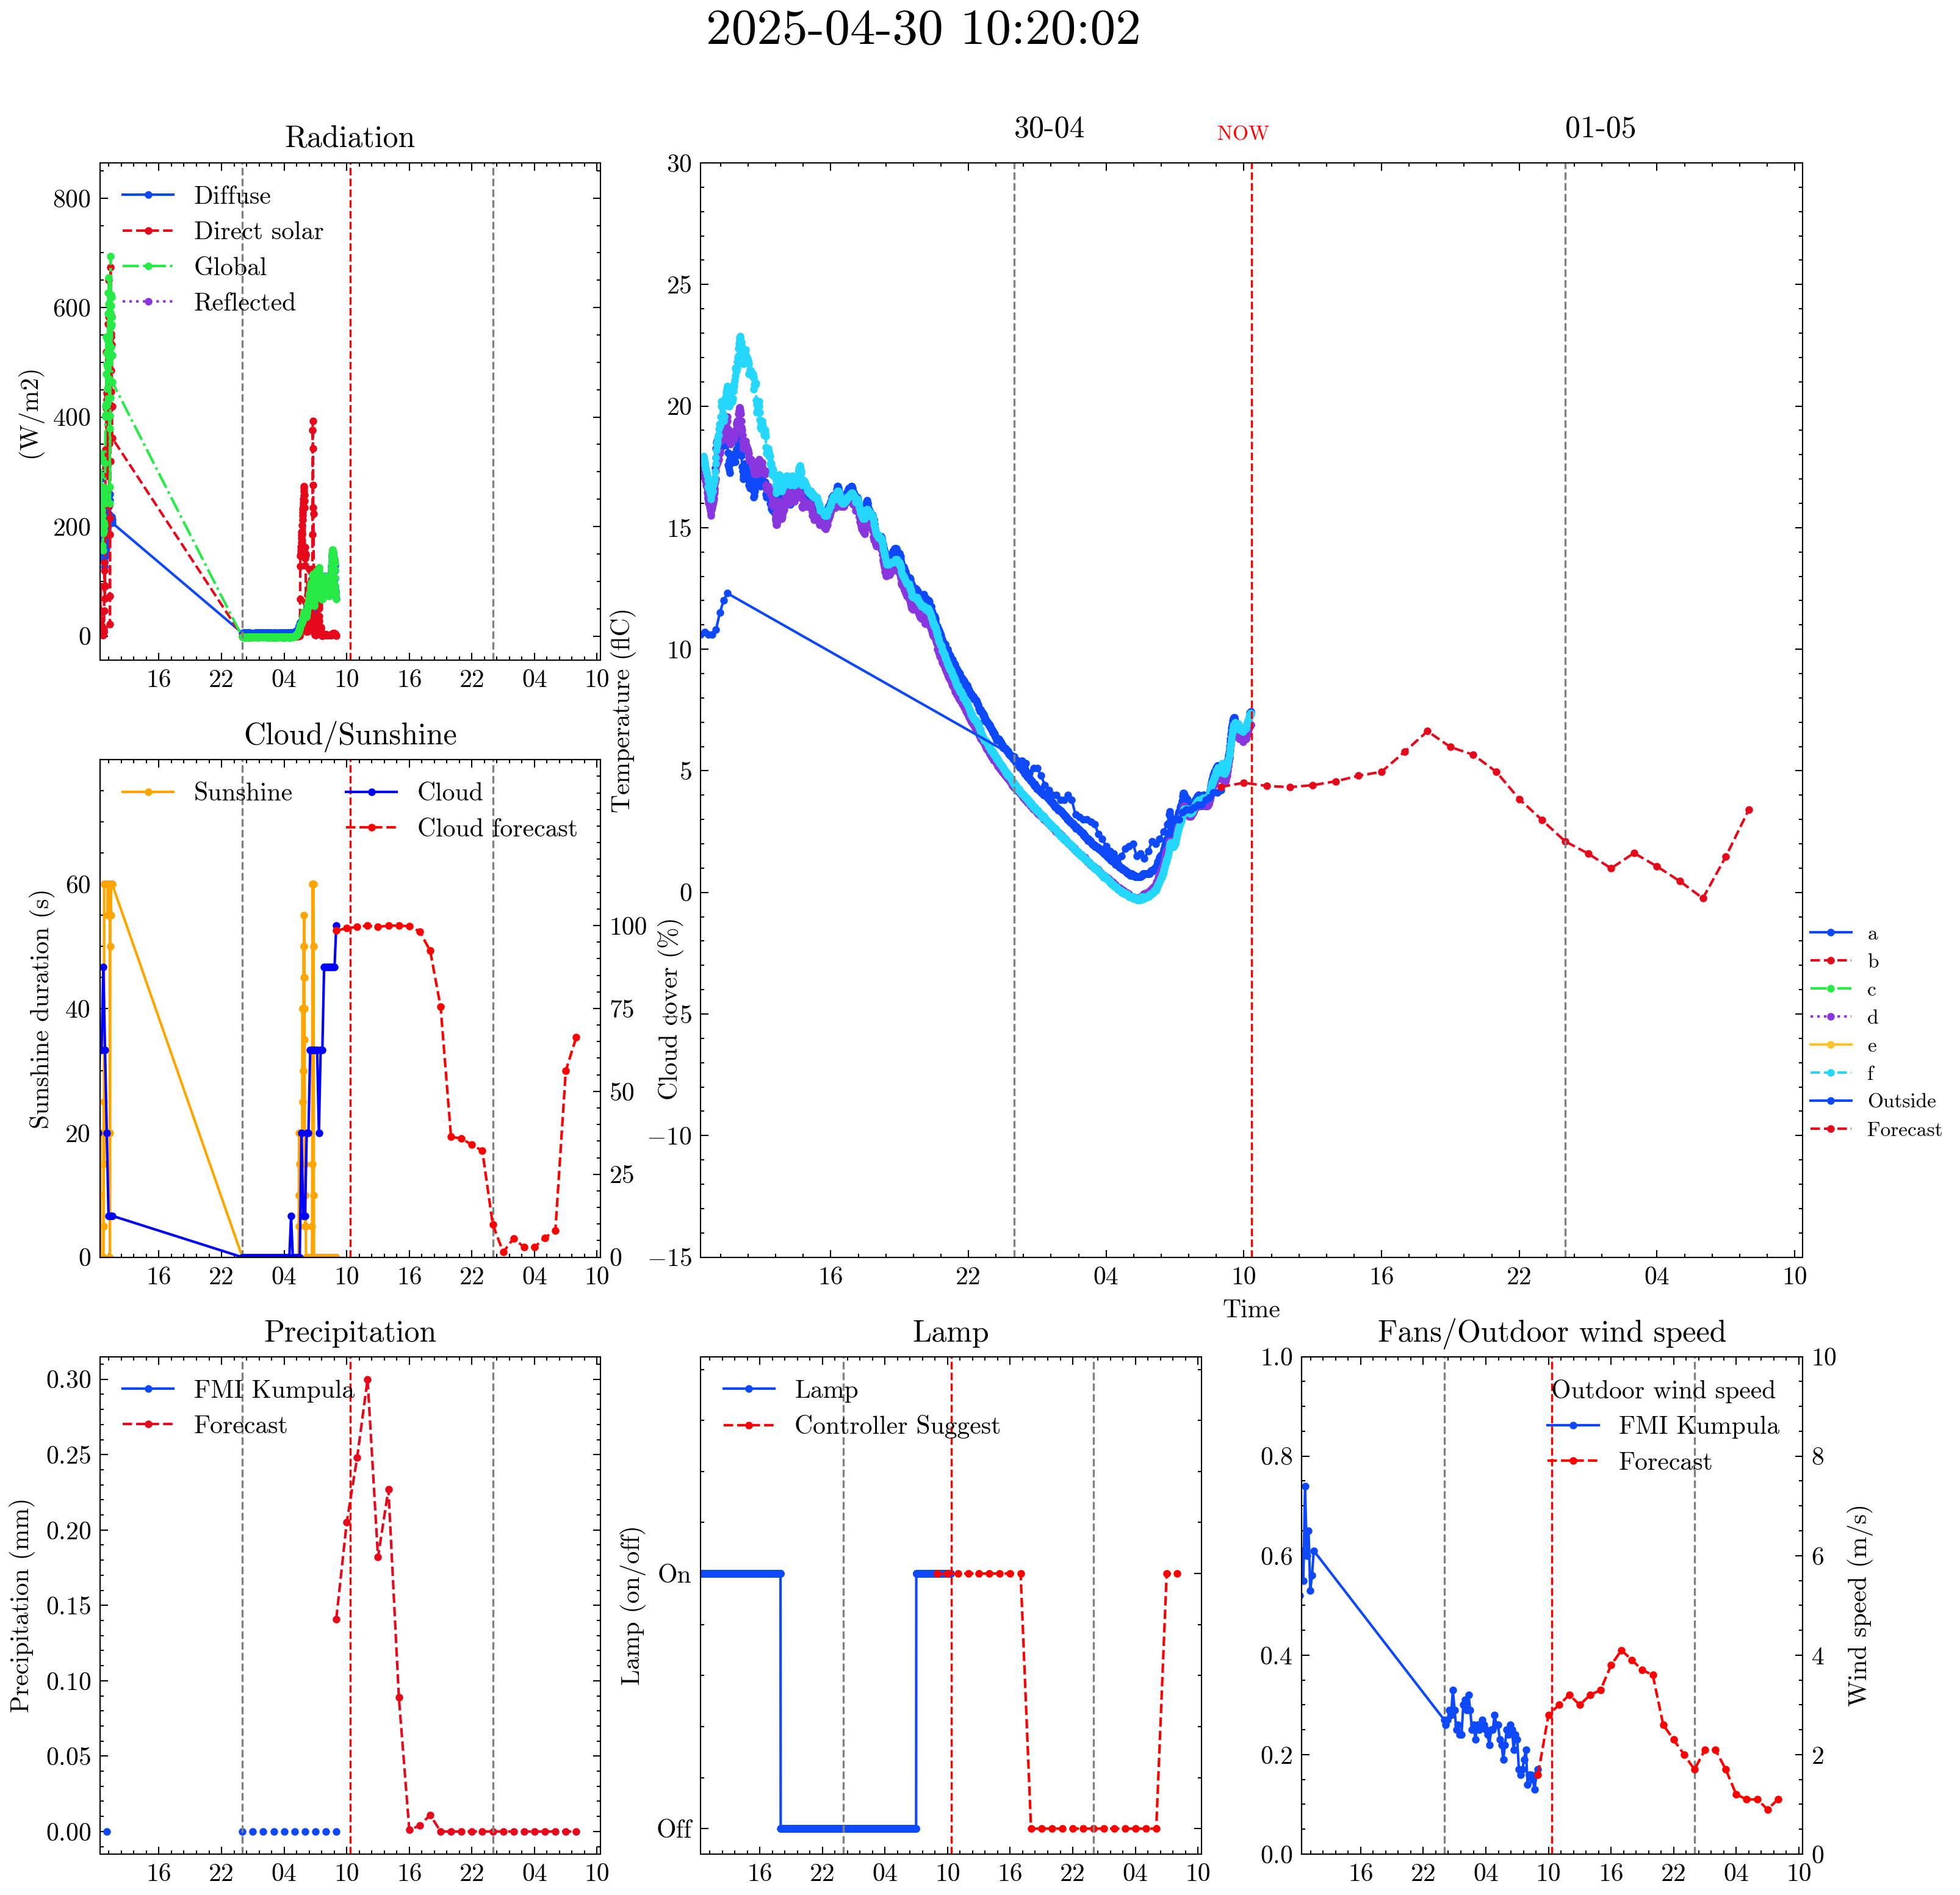 2025-04-30 10:20:02
Radiation
(W/m2)
800
600
400
200
0
Diffuse
Direct solar
Global
Reflected
16 22 04 10 16 22 04 10
30-04
NOW
01-05
Temperature (flC)
30
25
20
15
10
5
0
−5
−10
−15
16 22 04 10 16 22 04 10
Time
a
b
c
d
e
f
Outside
Forecast
Cloud/Sunshine
Sunshine duration (s)
60
40
20
0
Sunshine
Cloud
Cloud forecast
100
75
50
25
0
Cloud cover (%)
16 22 04 10 16 22 04 10
Precipitation
Precipitation (mm)
0.30
0.25
0.20
0.15
0.10
0.05
0.00
FMI Kumpula
Forecast
16 22 04 10 16 22 04 10
Lamp
Lamp (on/off)
On
Off
Lamp
Controller Suggest
16 22 04 10 16 22 04 10
Fans/Outdoor wind speed
1.0
0.8
0.6
0.4
0.2
0.0
Outdoor wind speed
FMI Kumpula
Forecast
10
8
6
4
2
0
Wind speed (m/s)
16 22 04 10 16 22 04 10